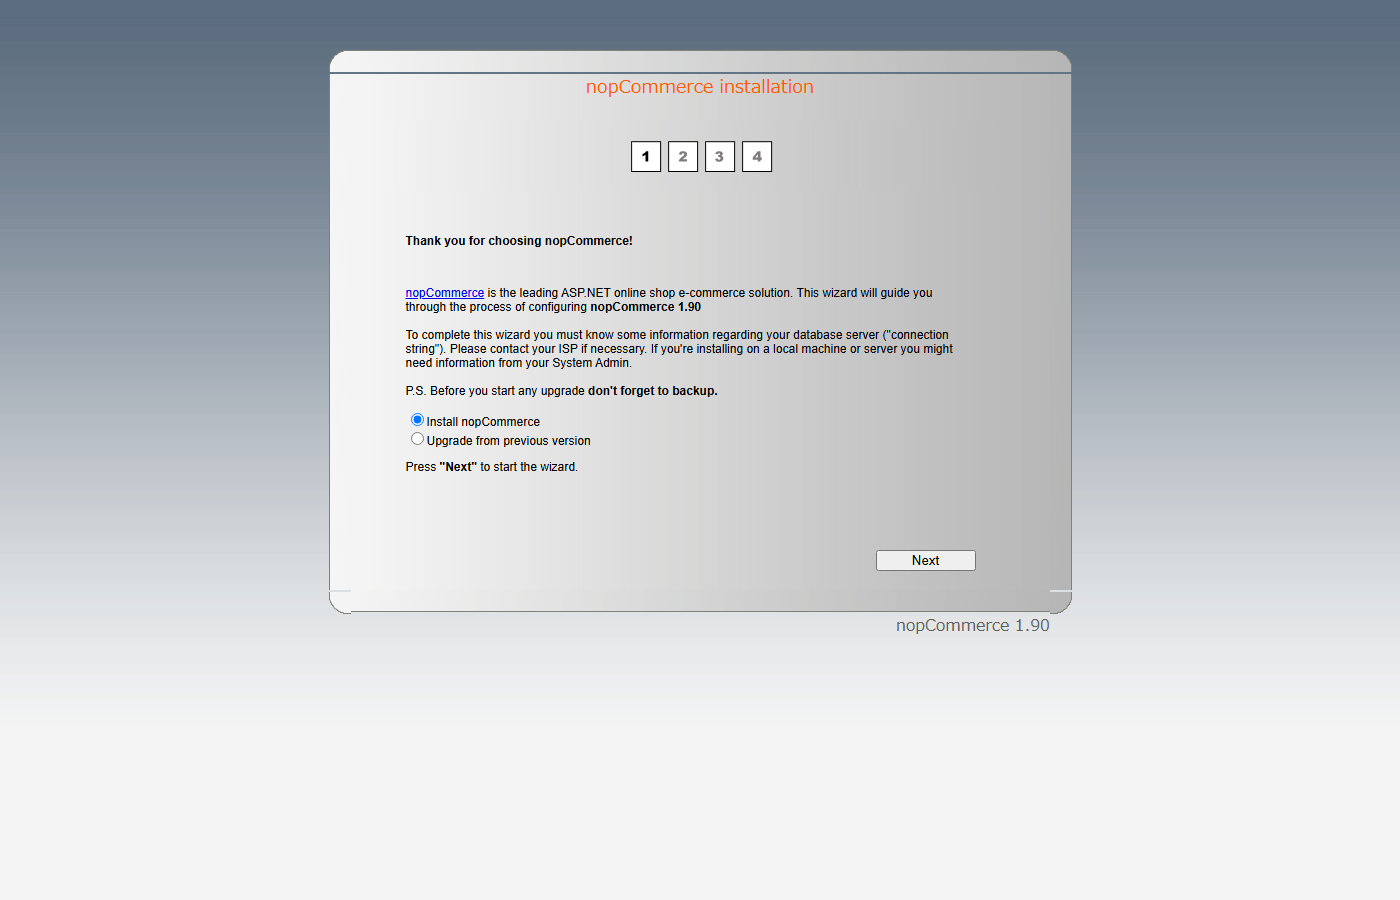 nopCommerce installation
1 2 3 4
Thank you for choosing nopCommerce!
nopCommerce is the leading ASP.NET online shop e-commerce solution. This wizard will guide you
through the process of configuring nopCommerce 1.90
To complete this wizard you must know some information regarding your database server ("connection
string"). Please contact your ISP if necessary. If you're installing on a local machine or server you might
need information from your System Admin.
P.S. Before you start any upgrade don't forget to backup.
Install nopCommerce
Upgrade from previous version
Press "Next" to start the wizard.
Next
nopCommerce 1.90